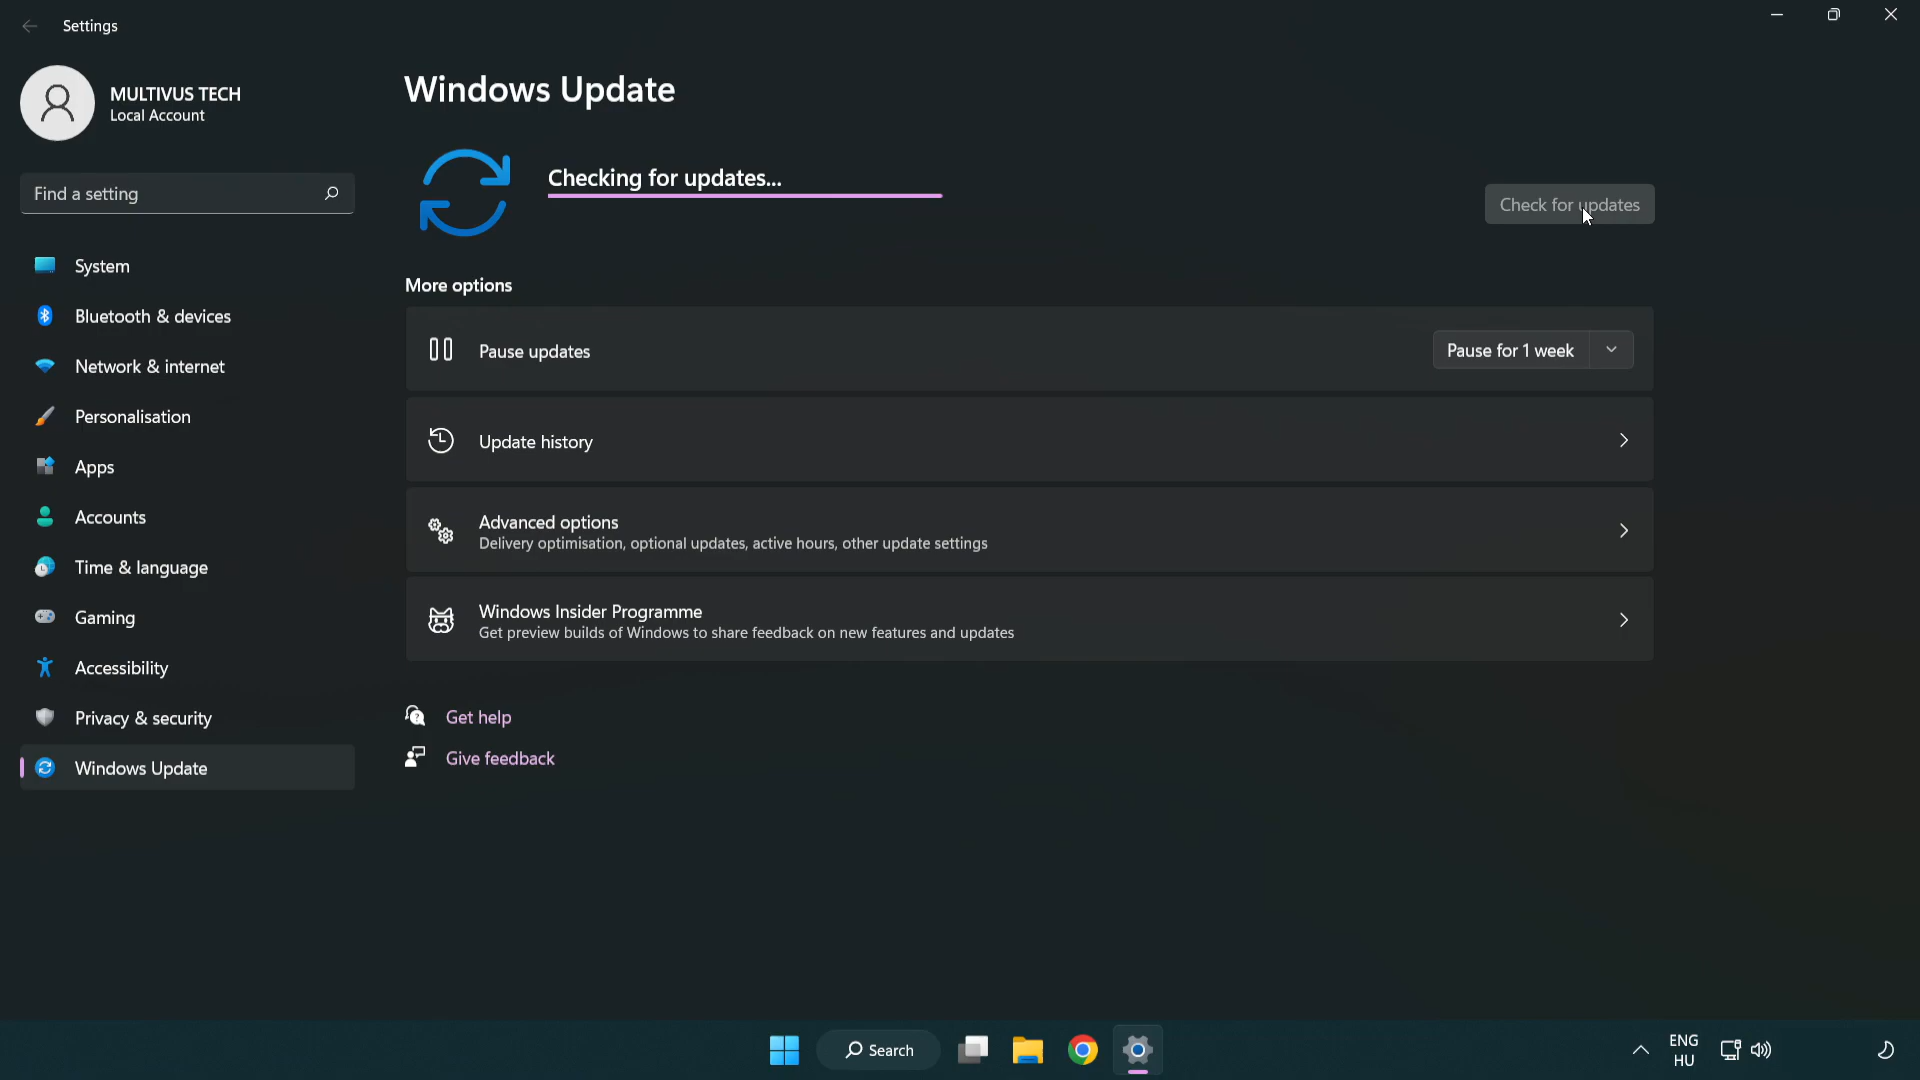 Settings
MULTIVUS TECH
Local Account
Find a setting
System
Bluetooth & devices
Network & internet
Personalisation
Apps
Accounts
Time & language
Gaming
Accessibility
Privacy & security
Windows Update
Windows Update
Checking for updates...
Check for updates
More options
Pause updates
Pause for 1 week
Update history
Advanced options
Delivery optimisation, optional updates, active hours, other update settings
Windows Insider Programme
Get preview builds of Windows to share feedback on new features and updates
Get help
Give feedback
Search
ENG
HU